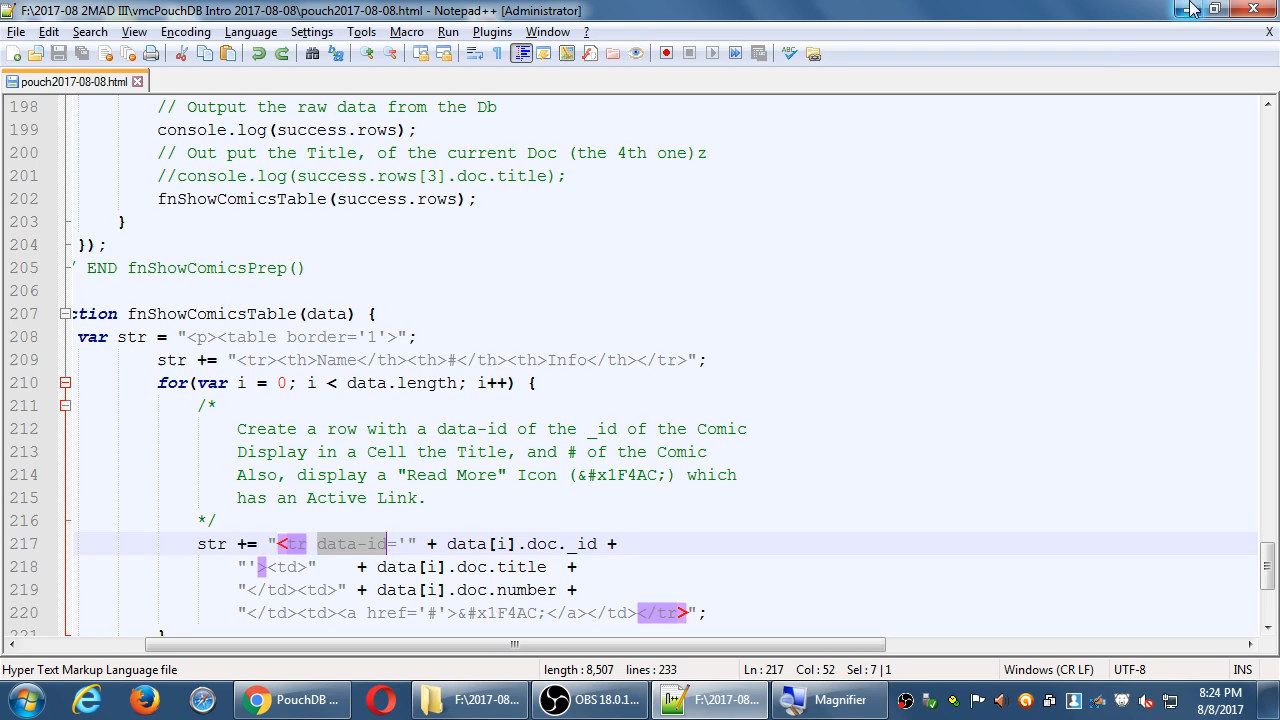 F:\2017-08 2MAD III\vmcPouchDB Intro 2017-08-08\pouch2017-08-08.html - Notepad++ [Administrator]
File Edit Search View Encoding Language Settings Tools Macro Run Plugins Window ? X
pouch2017-08-08.html
198 // Output the raw data from the Db
199 console.log(success.rows);
200 // Out put the Title, of the current Doc (the 4th one)z
201 //console.log(success.rows[3].doc.title);
202 fnShowComicsTable(success.rows);
203 }
204 });
205 / END fnShowComicsPrep()
206
207 ction fnShowComicsTable(data) {
208 var str = "<p><table border='1'>";
209 str += "<tr><th>Name</th><th>#</th><th>Info</th></tr>";
210 for(var i = 0; i < data.length; i++) {
211 /*
212 Create a row with a data-id of the _id of the Comic
213 Display in a Cell the Title, and # of the Comic
214 Also, display a "Read More" Icon (&#x1F4AC;) which
215 has an Active Link.
216 */
217 str += "<tr data-id='" + data[i].doc._id +
218 "'><td>" + data[i].doc.title +
219 "</td><td>" + data[i].doc.number +
220 "</td><td><a href='#'>&#x1F4AC;</a></td></tr>";
221 }
Hyper Text Markup Language file length : 8,507 lines : 233 Ln : 217 Col : 52 Sel : 7 | 1 Windows (CR LF) UTF-8 INS
PouchDB ... F:\2017-08... OBS 18.0.1... F:\2017-08-... Magnifier 8:24 PM
8/8/2017